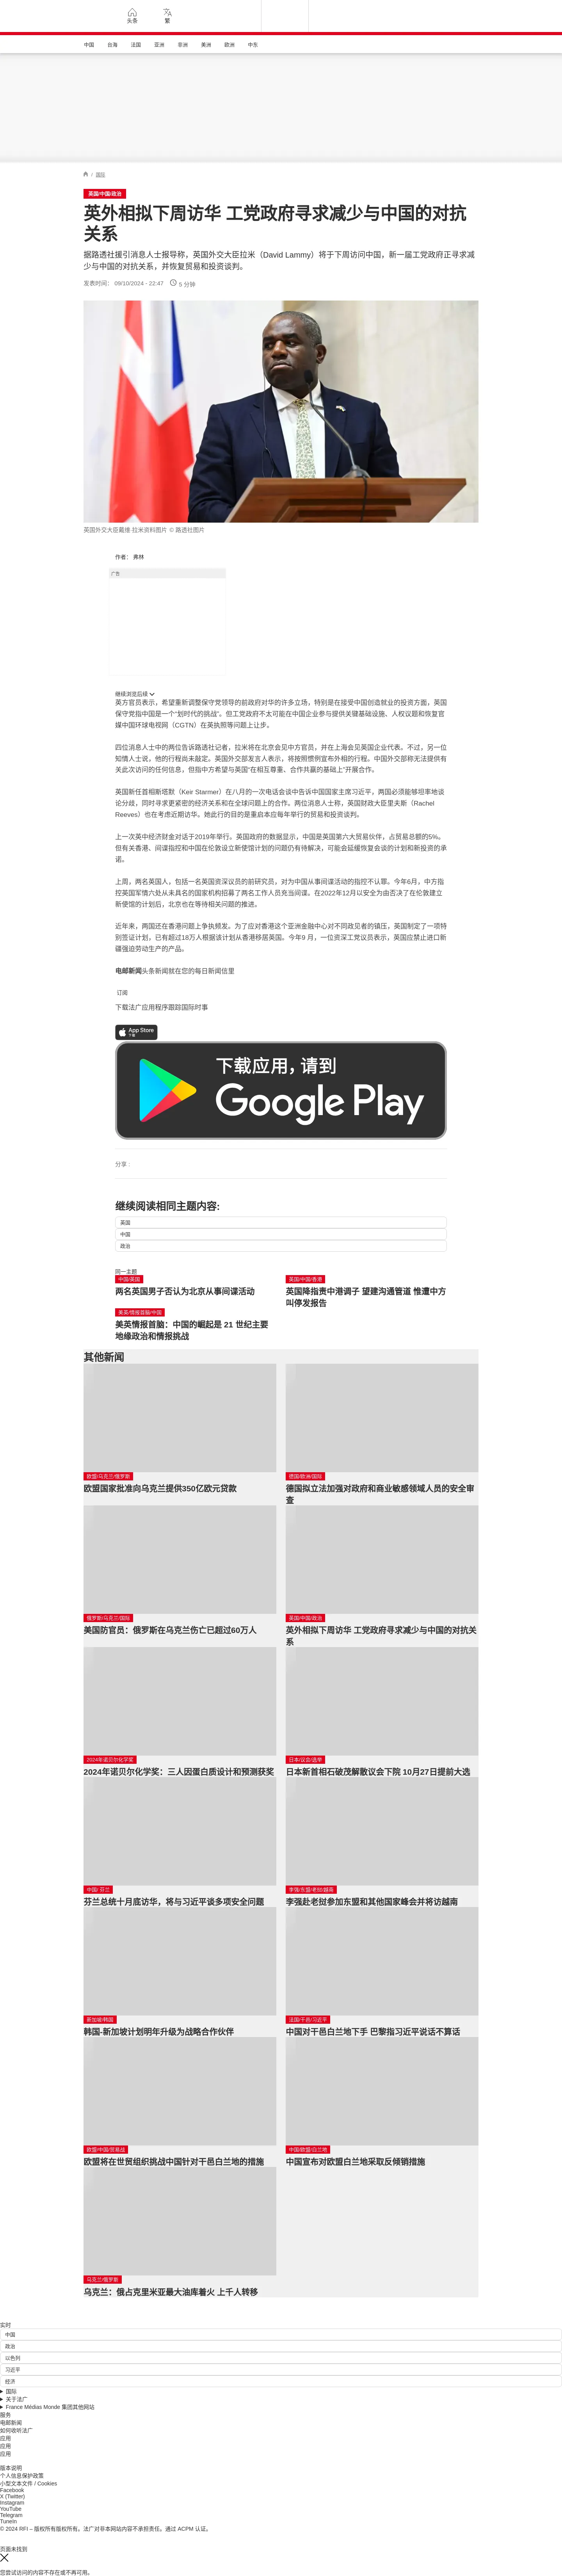 头条
繁
中国 台海 法国 亚洲 非洲 美洲 欧洲 中东
/ 国际
英国/中国/政治
英外相拟下周访华 工党政府寻求减少与中国的对抗
关系
据路透社援引消息人士报导称，英国外交大臣拉米（David Lammy）将于下周访问中国，新一届工党政府正寻求减
少与中国的对抗关系，并恢复贸易和投资谈判。
发表时间： 09/10/2024 - 22:47 5 分钟
英国外交大臣戴维·拉米资料图片 © 路透社图片
作者： 弗林
广告
继续浏览后续
英方官员表示，希望重新调整保守党领导的前政府对华的许多立场，特别是在接受中国创造就业的投资方面，英国
保守党指中国是一个“划时代的挑战”。但工党政府不太可能在中国企业参与提供关键基础设施、人权议题和恢复官
媒中国环球电视网（CGTN）在英执照等问题上让步。
四位消息人士中的两位告诉路透社记者，拉米将在北京会见中方官员，并在上海会见英国企业代表。不过，另一位
知情人士说，他的行程尚未敲定。英国外交部发言人表示，将按照惯例宣布外相的行程。中国外交部称无法提供有
关此次访问的任何信息，但指中方希望与英国“在相互尊重、合作共赢的基础上”开展合作。
英国新任首相斯塔默（Keir Starmer）在八月的一次电话会谈中告诉中国国家主席习近平，两国必须能够坦率地谈
论分歧，同时寻求更紧密的经济关系和在全球问题上的合作。两位消息人士称，英国财政大臣里夫斯（Rachel
Reeves）也在考虑近期访华。她此行的目的是重启本应每年举行的贸易和投资谈判。
上一次英中经济财金对话于2019年举行。英国政府的数据显示，中国是英国第六大贸易伙伴，占贸易总额的5%。
但有关香港、间谍指控和中国在伦敦设立新使馆计划的问题仍有待解决，可能会延缓恢复会谈的计划和新投资的承
诺。
上周，两名英国人，包括一名英国资深议员的前研究员，对为中国从事间谍活动的指控不认罪。今年6月，中方指
控英国军情六处从未具名的国家机构招募了两名工作人员充当间谍。在2022年12月以安全为由否决了在伦敦建立
新使馆的计划后，北京也在等待相关问题的推进。
近年来，两国还在香港问题上争执频发。为了应对香港这个亚洲金融中心对不同政见者的镇压，英国制定了一项特
别签证计划，已有超过18万人根据该计划从香港移居英国。今年9 月，一位资深工党议员表示，英国应禁止进口新
疆强迫劳动生产的产品。
电邮新闻头条新闻就在您的每日新闻信里
订阅
下载法广应用程序跟踪国际时事
App Store
下载
下载应用，请到
Google Play
分享 :
继续阅读相同主题内容:
英国
中国
政治
同一主题
中国/英国
两名英国男子否认为北京从事间谍活动
英国/中国/香港
英国降指责中港调子 望建沟通管道 惟遭中方
叫停发报告
美英/情报首脑/中国
美英情报首脑：中国的崛起是 21 世纪主要
地缘政治和情报挑战
其他新闻
欧盟/乌克兰/俄罗斯
欧盟国家批准向乌克兰提供350亿欧元贷款
德国/欧洲/国际
德国拟立法加强对政府和商业敏感领域人员的安全审
查
俄罗斯/乌克兰/国际
美国防官员：俄罗斯在乌克兰伤亡已超过60万人
英国/中国/政治
英外相拟下周访华 工党政府寻求减少与中国的对抗关
系
2024年诺贝尔化学奖
2024年诺贝尔化学奖：三人因蛋白质设计和预测获奖
日本/议会/选举
日本新首相石破茂解散议会下院 10月27日提前大选
中国/ 芬兰
芬兰总统十月底访华，将与习近平谈多项安全问题
李强/东盟/老挝/越南
李强赴老挝参加东盟和其他国家峰会并将访越南
新加坡/韩国
韩国-新加坡计划明年升级为战略合作伙伴
法国/干邑/习近平
中国对干邑白兰地下手 巴黎指习近平说话不算话
欧盟/中国/贸易战
欧盟将在世贸组织挑战中国针对干邑白兰地的措施
中国/欧盟/白兰地
中国宣布对欧盟白兰地采取反倾销措施
乌克兰/俄罗斯
乌克兰：俄占克里米亚最大油库着火 上千人转移
实时
中国
政治
以色列
习近平
经济
国际
关于法广
France Médias Monde 集团其他网站
服务
电邮新闻
如何收听法广
应用
应用
应用
版本说明
个人信息保护政策
小型文本文件 / Cookies
Facebook
X (Twitter)
Instagram
YouTube
Telegram
TuneIn
© 2024 RFI – 版权所有版权所有。法广对非本网站内容不承担责任。通过 ACPM 认证。
页面未找到
您尝试访问的内容不存在或不再可用。